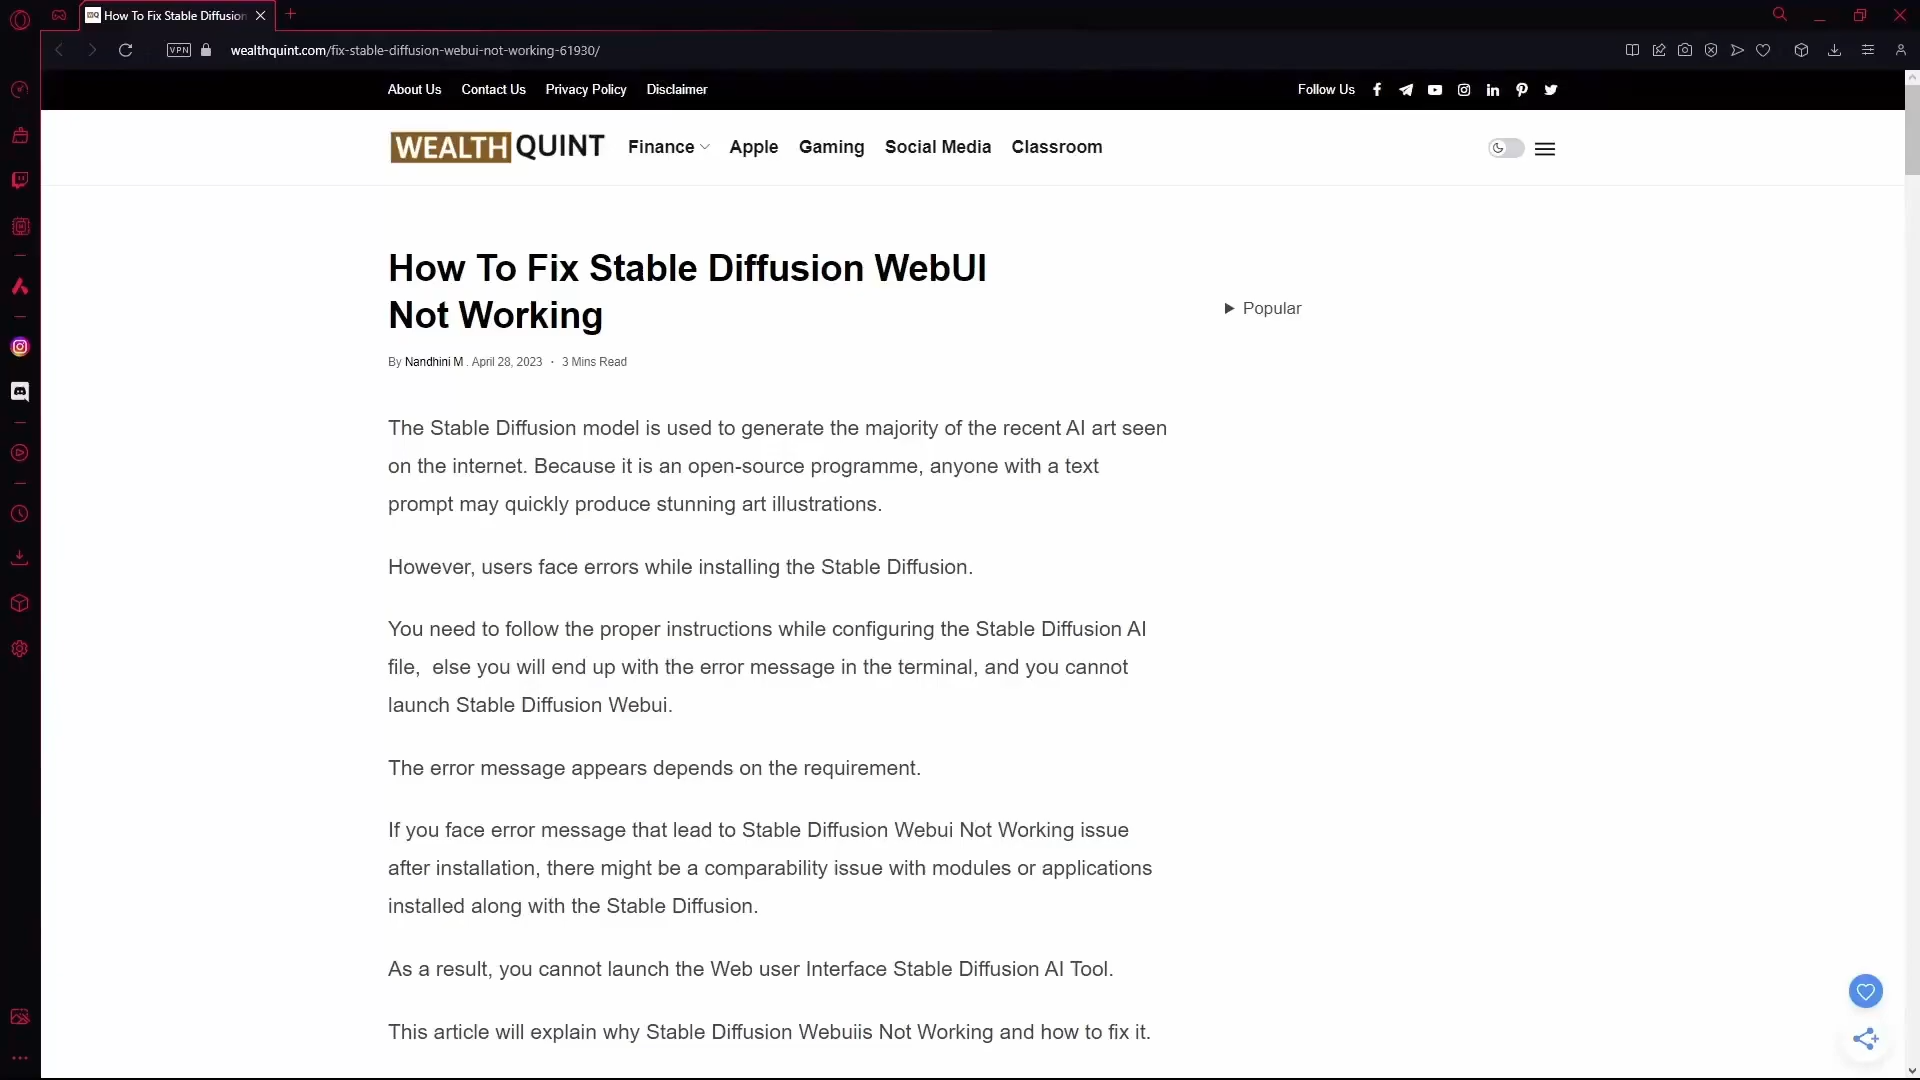 How To Fix Stable Diffusion
VPN
wealthquint.com/fix-stable-diffusion-webui-not-working-61930/
About Us Contact Us Privacy Policy Disclaimer
Follow Us
WEALTH QUINT
Finance Apple Gaming Social Media Classroom
How To Fix Stable Diffusion WebUI
Not Working
Popular
By Nandhini M . April 28, 2023 · 3 Mins Read
The Stable Diffusion model is used to generate the majority of the recent AI art seen
on the internet. Because it is an open-source programme, anyone with a text
prompt may quickly produce stunning art illustrations.
However, users face errors while installing the Stable Diffusion.
You need to follow the proper instructions while configuring the Stable Diffusion AI
file,  else you will end up with the error message in the terminal, and you cannot
launch Stable Diffusion Webui.
The error message appears depends on the requirement.
If you face error message that lead to Stable Diffusion Webui Not Working issue
after installation, there might be a comparability issue with modules or applications
installed along with the Stable Diffusion.
As a result, you cannot launch the Web user Interface Stable Diffusion AI Tool.
This article will explain why Stable Diffusion Webuiis Not Working and how to fix it.